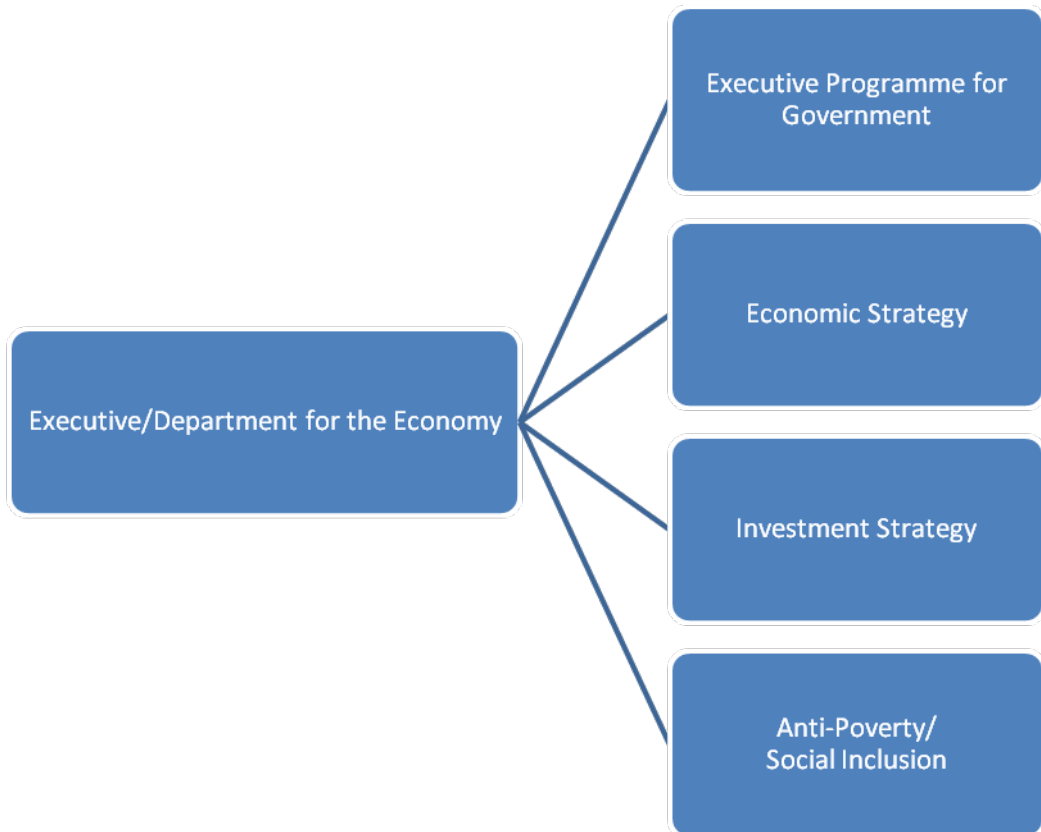 Executive Programme for
Government
Economic Strategy
Executive/Department for the Economy
Investment Strategy
Anti-Poverty/
Social Inclusion